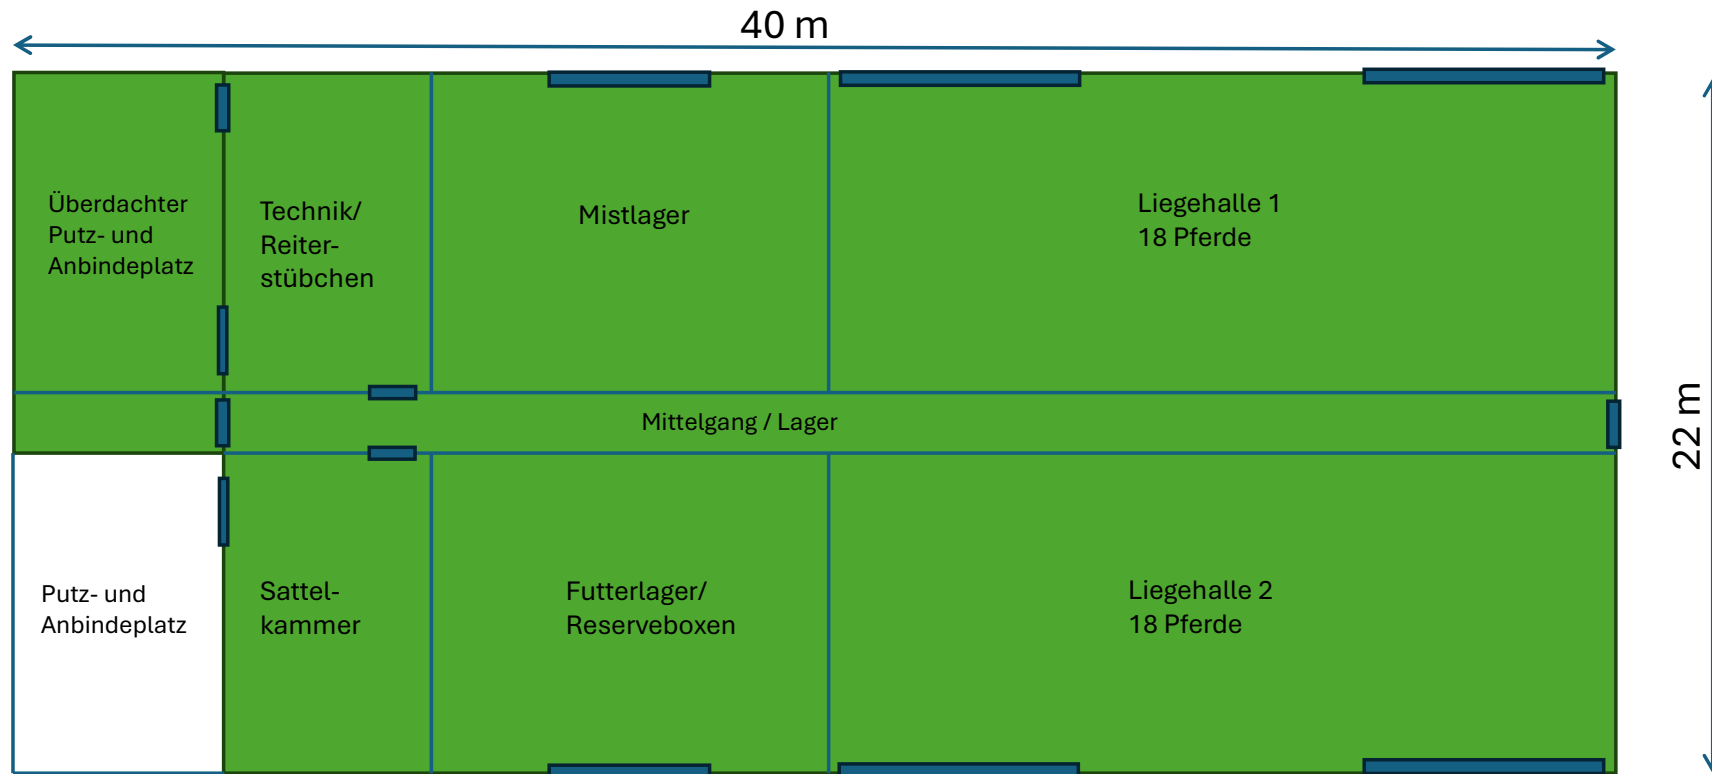 40 m
Überdachter
Putz- und
Anbindeplatz
Technik/
Reiter-
stübchen
Mistlager
Liegehalle 1
18 Pferde
Mittelgang / Lager
22 m
Putz- und
Anbindeplatz
Sattel-
kammer
Futterlager/
Reserveboxen
Liegehalle 2
18 Pferde